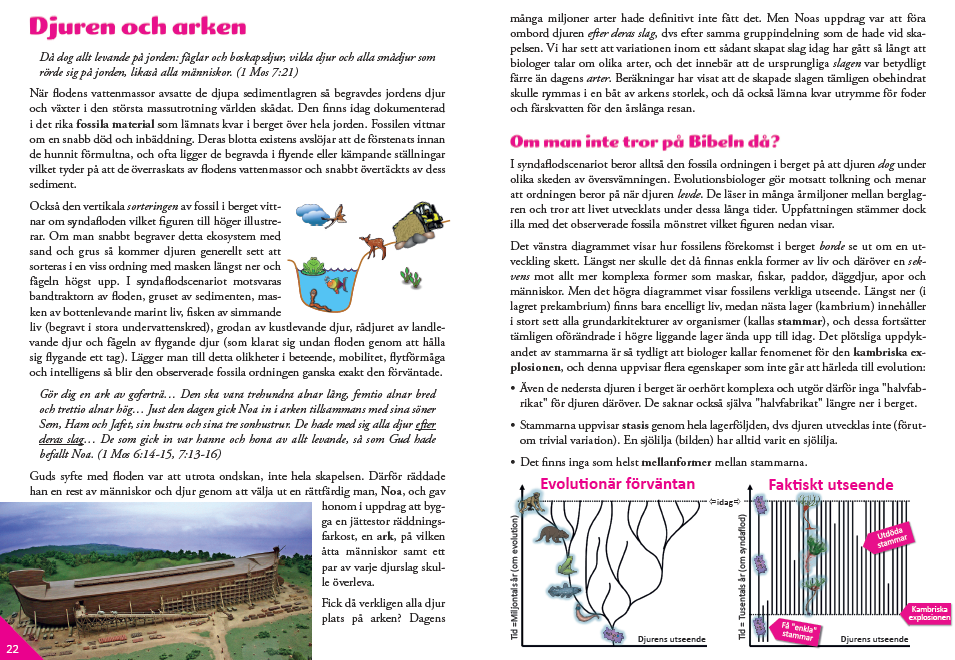 Djuren och arken
Då dog allt levande på jorden: fåglar och boskapsdjur, vilda djur och alla smådjur som
rörde sig på jorden, likaså alla människor. (1 Mos 7:21)
När flodens vattenmassor avsatte de djupa sedimentlagren så begravdes jordens djur
och växter i den största massutrotning världen skådat. Den finns idag dokumenterad
i det rika fossila material som lämnats kvar i berget över hela jorden. Fossilen vittnar
om en snabb död och inbäddning. Deras blotta existens avslöjar att de förstenats innan
de hunnit förmultna, och ofta ligger de begravda i flyende eller kämpande ställningar
vilket tyder på att de överraskats av flodens vattenmassor och snabbt övertäckts av dess
sediment.
Också den vertikala sorteringen av fossil i berget vitt-
nar om syndafloden vilket figuren till höger illustre-
rar. Om man snabbt begraver detta ekosystem med
sand och grus så kommer djuren generellt sett att
sorteras i en viss ordning med masken längst ner och
fågeln högst upp. I syndaflodscenariot motsvaras
bandtraktorn av floden, gruset av sedimenten, mas-
ken av bottenlevande marint liv, fisken av simmande
liv (begravt i stora undervattenskred), grodan av kustlevande djur, rådjuret av landle-
vande djur och fågeln av flygande djur (som klarat sig undan floden genom att hålla
sig flygande ett tag). Lägger man till detta olikheter i beteende, mobilitet, flytförmåga
och intelligens så blir den observerade fossila ordningen ganska exakt den förväntade.
Gör dig en ark av goferträ… Den ska vara trehundra alnar lång, femtio alnar bred
och trettio alnar hög… Just den dagen gick Noa in i arken tillsammans med sina söner
Sem, Ham och Jafet, sin hustru och sina tre sonhustrur. De hade med sig alla djur efter
deras slag… De som gick in var hanne och hona av allt levande, så som Gud hade
befallt Noa. (1 Mos 6:14-15, 7:13-16)
Guds syfte med floden var att utrota ondskan, inte hela skapelsen. Därför räddade
han en rest av människor och djur genom att välja ut en rättfärdig man, Noa, och gav
honom i uppdrag att byg-
ga en jättestor räddnings-
farkost, en ark, på vilken
åtta människor samt ett
par av varje djurslag skul-
le överleva.
Fick då verkligen alla djur
plats på arken? Dagens
22
många miljoner arter hade definitivt inte fått det. Men Noas uppdrag var att föra
ombord djuren efter deras slag, dvs efter samma gruppindelning som de hade vid ska-
pelsen. Vi har sett att variationen inom ett sådant skapat slag idag har gått så långt att
biologer talar om olika arter, och det innebär att de ursprungliga slagen var betydligt
färre än dagens arter. Beräkningar har visat att de skapade slagen tämligen obehindrat
skulle rymmas i en båt av arkens storlek, och då också lämna kvar utrymme för foder
och färskvatten för den årslånga resan.
Om man inte tror på Bibeln då?
I syndaflodscenariot beror alltså den fossila ordningen i berget på att djuren dog under
olika skeden av översvämningen. Evolutionsbiologer gör motsatt tolkning och menar
att ordningen beror på när djuren levde. De läser in många årmiljoner mellan berglag-
ren och tror att livet utvecklats under dessa långa tider. Uppfattningen stämmer dock
illa med det observerade fossila mönstret vilket figuren nedan visar.
Det vänstra diagrammet visar hur fossilens förekomst i berget borde se ut om en ut-
veckling skett. Längst ner skulle det då finnas enkla former av liv och däröver en sek-
vens mot allt mer komplexa former som maskar, fiskar, paddor, däggdjur, apor och
människor. Men det högra diagrammet visar fossilens verkliga utseende. Längst ner (i
lagret prekambrium) finns bara encelligt liv, medan nästa lager (kambrium) innehåller
i stort sett alla grundarkitekturer av organismer (kallas stammar), och dessa fortsätter
tämligen oförändrade i högre liggande lager ända upp till idag. Det plötsliga uppdyk-
andet av stammarna är så tydligt att biologer kallar fenomenet för den kambriska ex-
plosionen, och denna uppvisar flera egenskaper som inte går att härleda till evolution:
• Även de nedersta djuren i berget är oerhört komplexa och utgör därför inga "halvfab-
rikat" för djuren däröver. De saknar också själva "halvfabrikat" längre ner i berget.
• Stammarna uppvisar stasis genom hela lagerföljden, dvs djuren utvecklas inte (förut-
om trivial variation). En sjölilja (bilden) har alltid varit en sjölilja.
• Det finns inga som helst mellanformer mellan stammarna.
Evolutionär förväntan
Tid =Miljontals år (om evolution)
Djurens utseende
⇦idag⇨
Faktiskt utseende
Tid = Tusentals år (om syndaflod)
Utdöda
stammar
Kambriska
explosionen
Få "enkla"
stammar
Djurens utseende